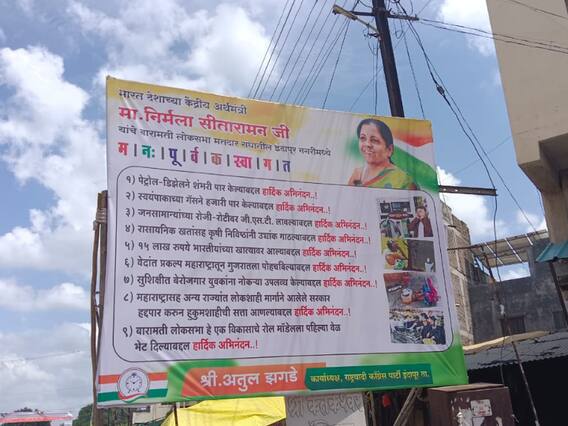 भारत देशाच्या केंद्रीय अर्थमंत्री
मा.निर्मला सीतारामन जी
यांचे बारामती लोकसभा मतदार संघातील इंदापूर नगरीमध्ये
म | नः | पू | र्व | क | स्वा | ग | त
१) पेट्रोल-डिझेलने शंभरी पार केल्याबद्दल हार्दिक अभिनंदन..!
२) स्वयंपाकाच्या गॅसने हजारी पार केल्याबद्दल हार्दिक अभिनंदन..!
३) जनसामान्यांच्या रोजी-रोटीवर जी.एस.टी. लावल्याबद्दल हार्दिक अभिनंदन..!
४) रासायनिक खतांसह कृषी निविष्ठांनी उच्चांक गाठल्याबद्दल हार्दिक अभिनंदन..!
५) १५ लाख रुपये भारतीयांच्या खात्यावर आल्याबद्दल हार्दिक अभिनंदन..!
६) वेदांत प्रकल्प महाराष्ट्रातून गुजरातला पोहचविल्याबद्दल हार्दिक अभिनंदन..!
७) सुशिक्षीत बेरोजगार युवकांना नोकऱ्या उपलब्ध केल्याबद्दल हार्दिक अभिनंदन..!
८) महाराष्ट्रासह अन्य राज्यांत लोकशाही मार्गाने आलेले सरकार
हद्दपार करुन हुकुमशाहीची सत्ता आणल्याबद्दल हार्दिक अभिनंदन..!
९) बारामती लोकसभा हे एक विकासाचे रोल मॉडेलला पहिल्या वेळ
भेट दिल्याबद्दल हार्दिक अभिनंदन..!
श्री.अतुल झगडे
कार्याध्यक्ष, राष्ट्रवादी काँग्रेस पार्टी इंदापूर ता.